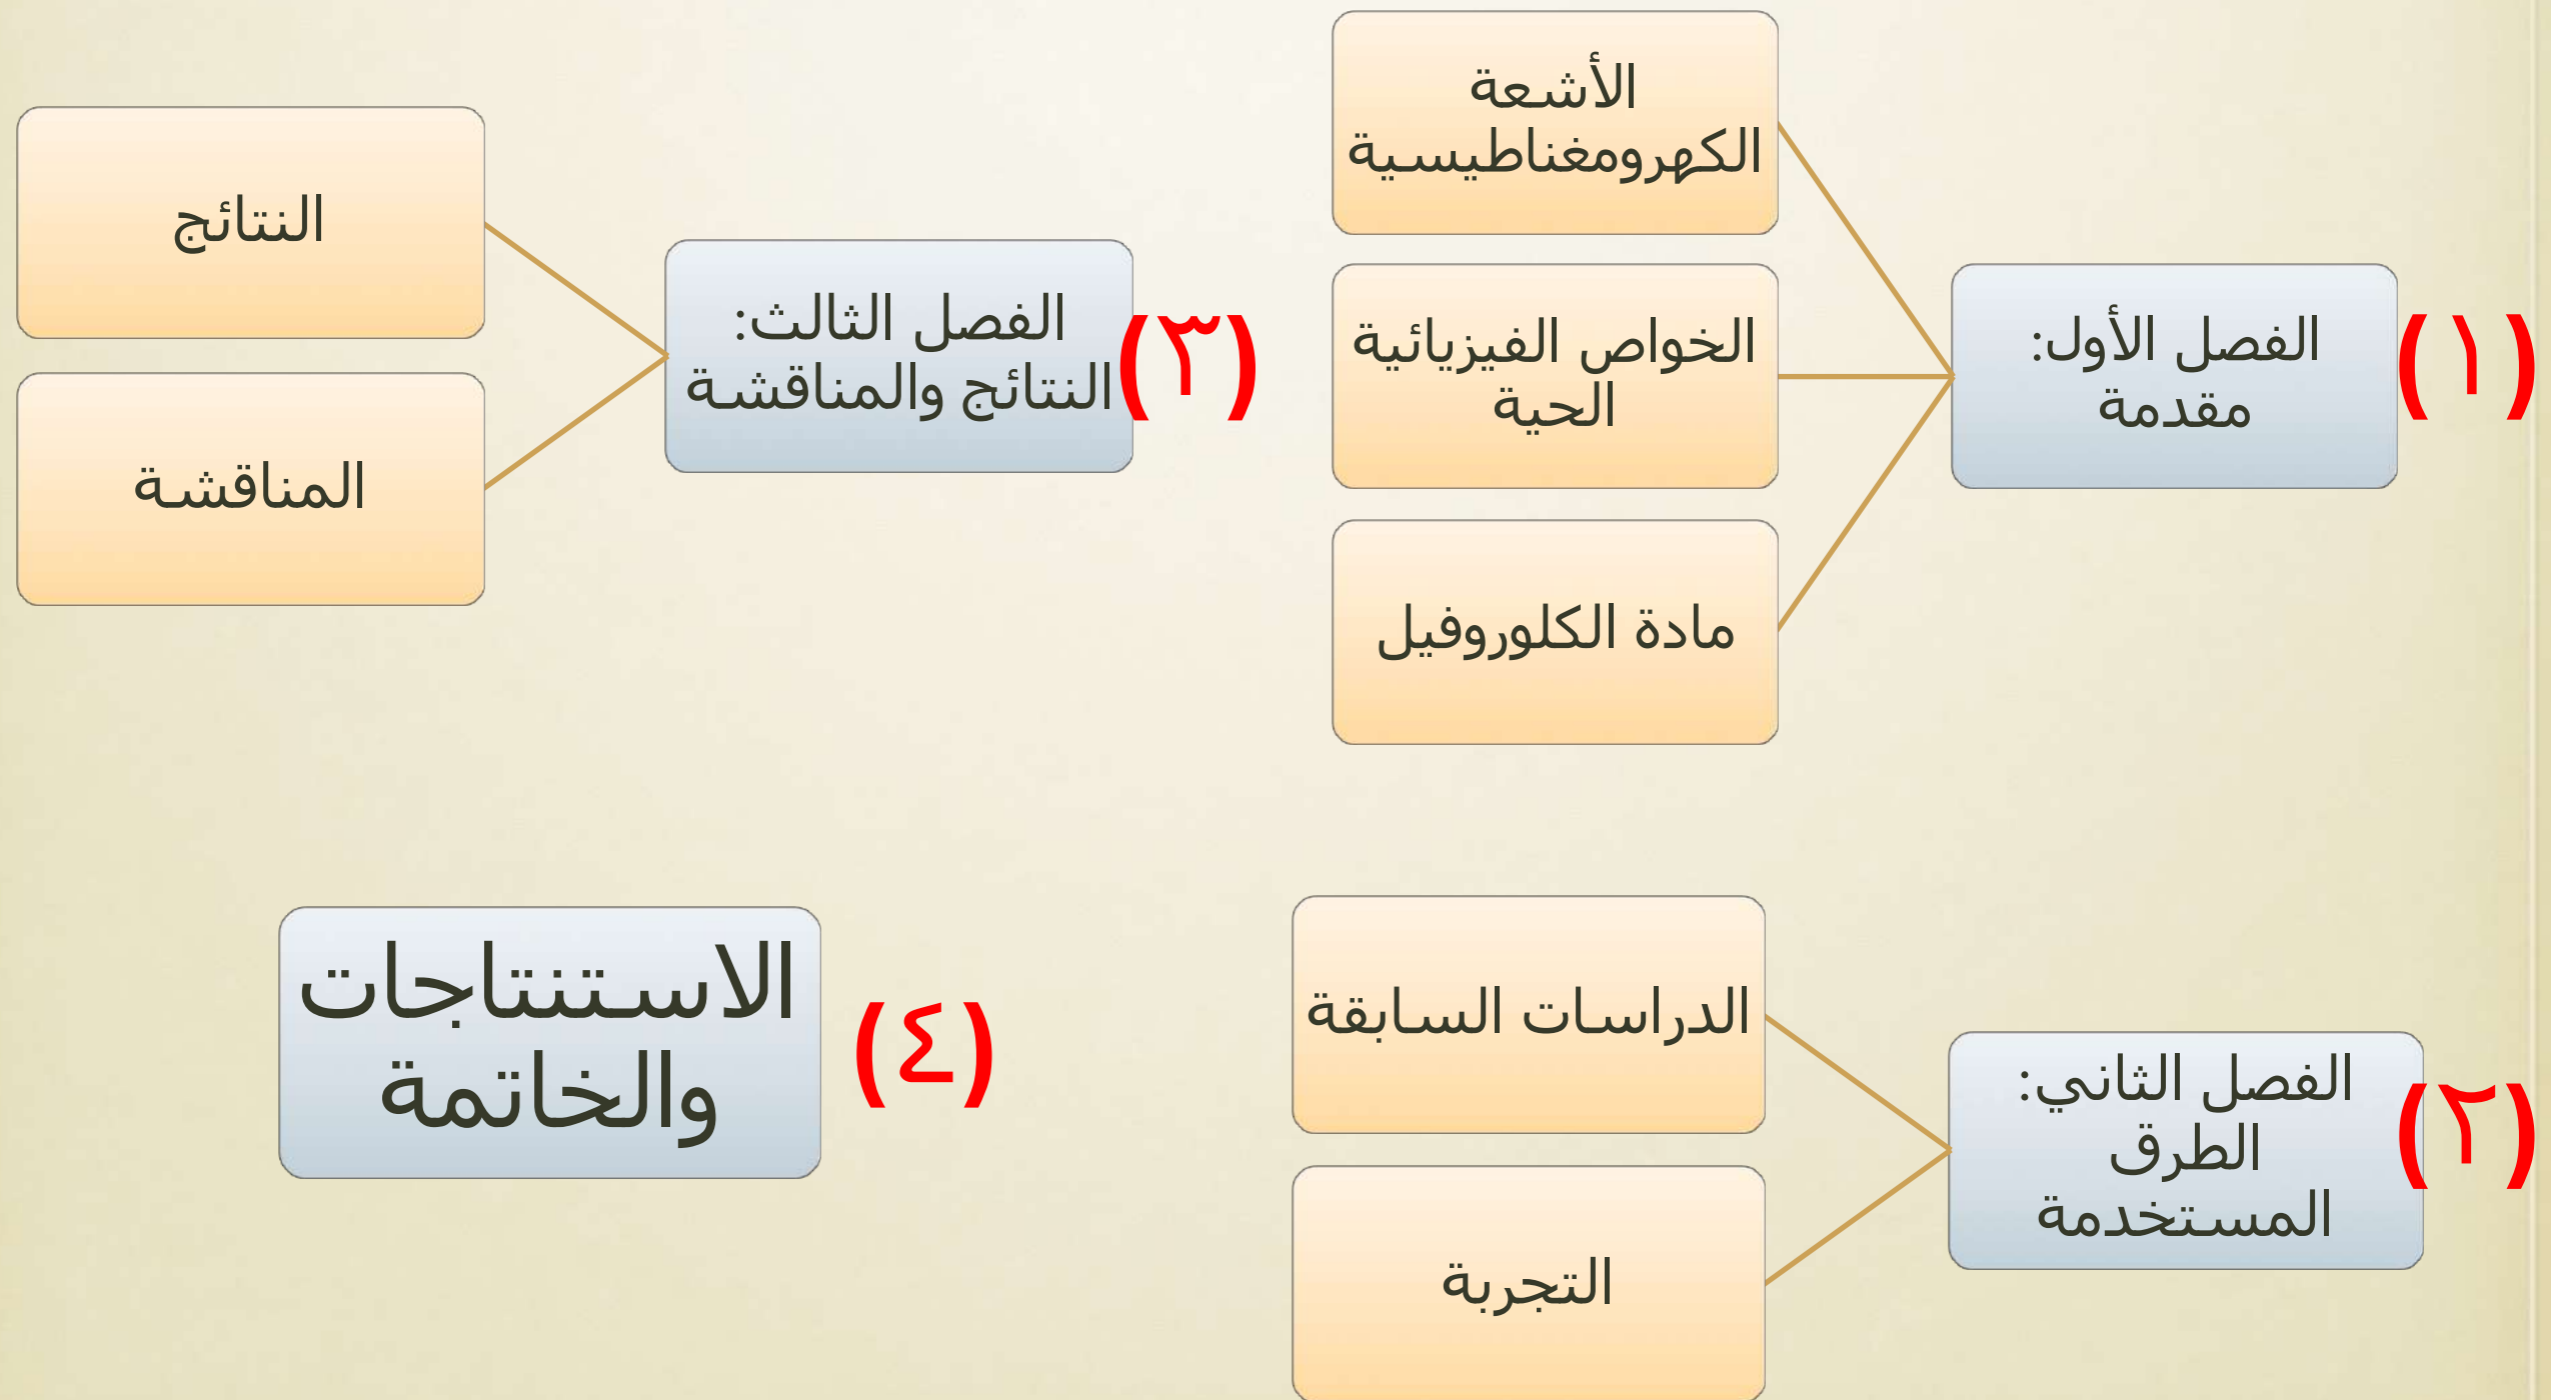 (١)
الفصل الأول:
مقدمة
الأشعة
الكهرومغناطيسية
الخواص الفيزيائية
الحية
مادة الكلوروفيل
(٢)
الفصل الثاني:
الطرق
المستخدمة
الدراسات السابقة
التجربة
(٣)
الفصل الثالث:
النتائج والمناقشة
النتائج
المناقشة
(٤)
الاستنتاجات
والخاتمة